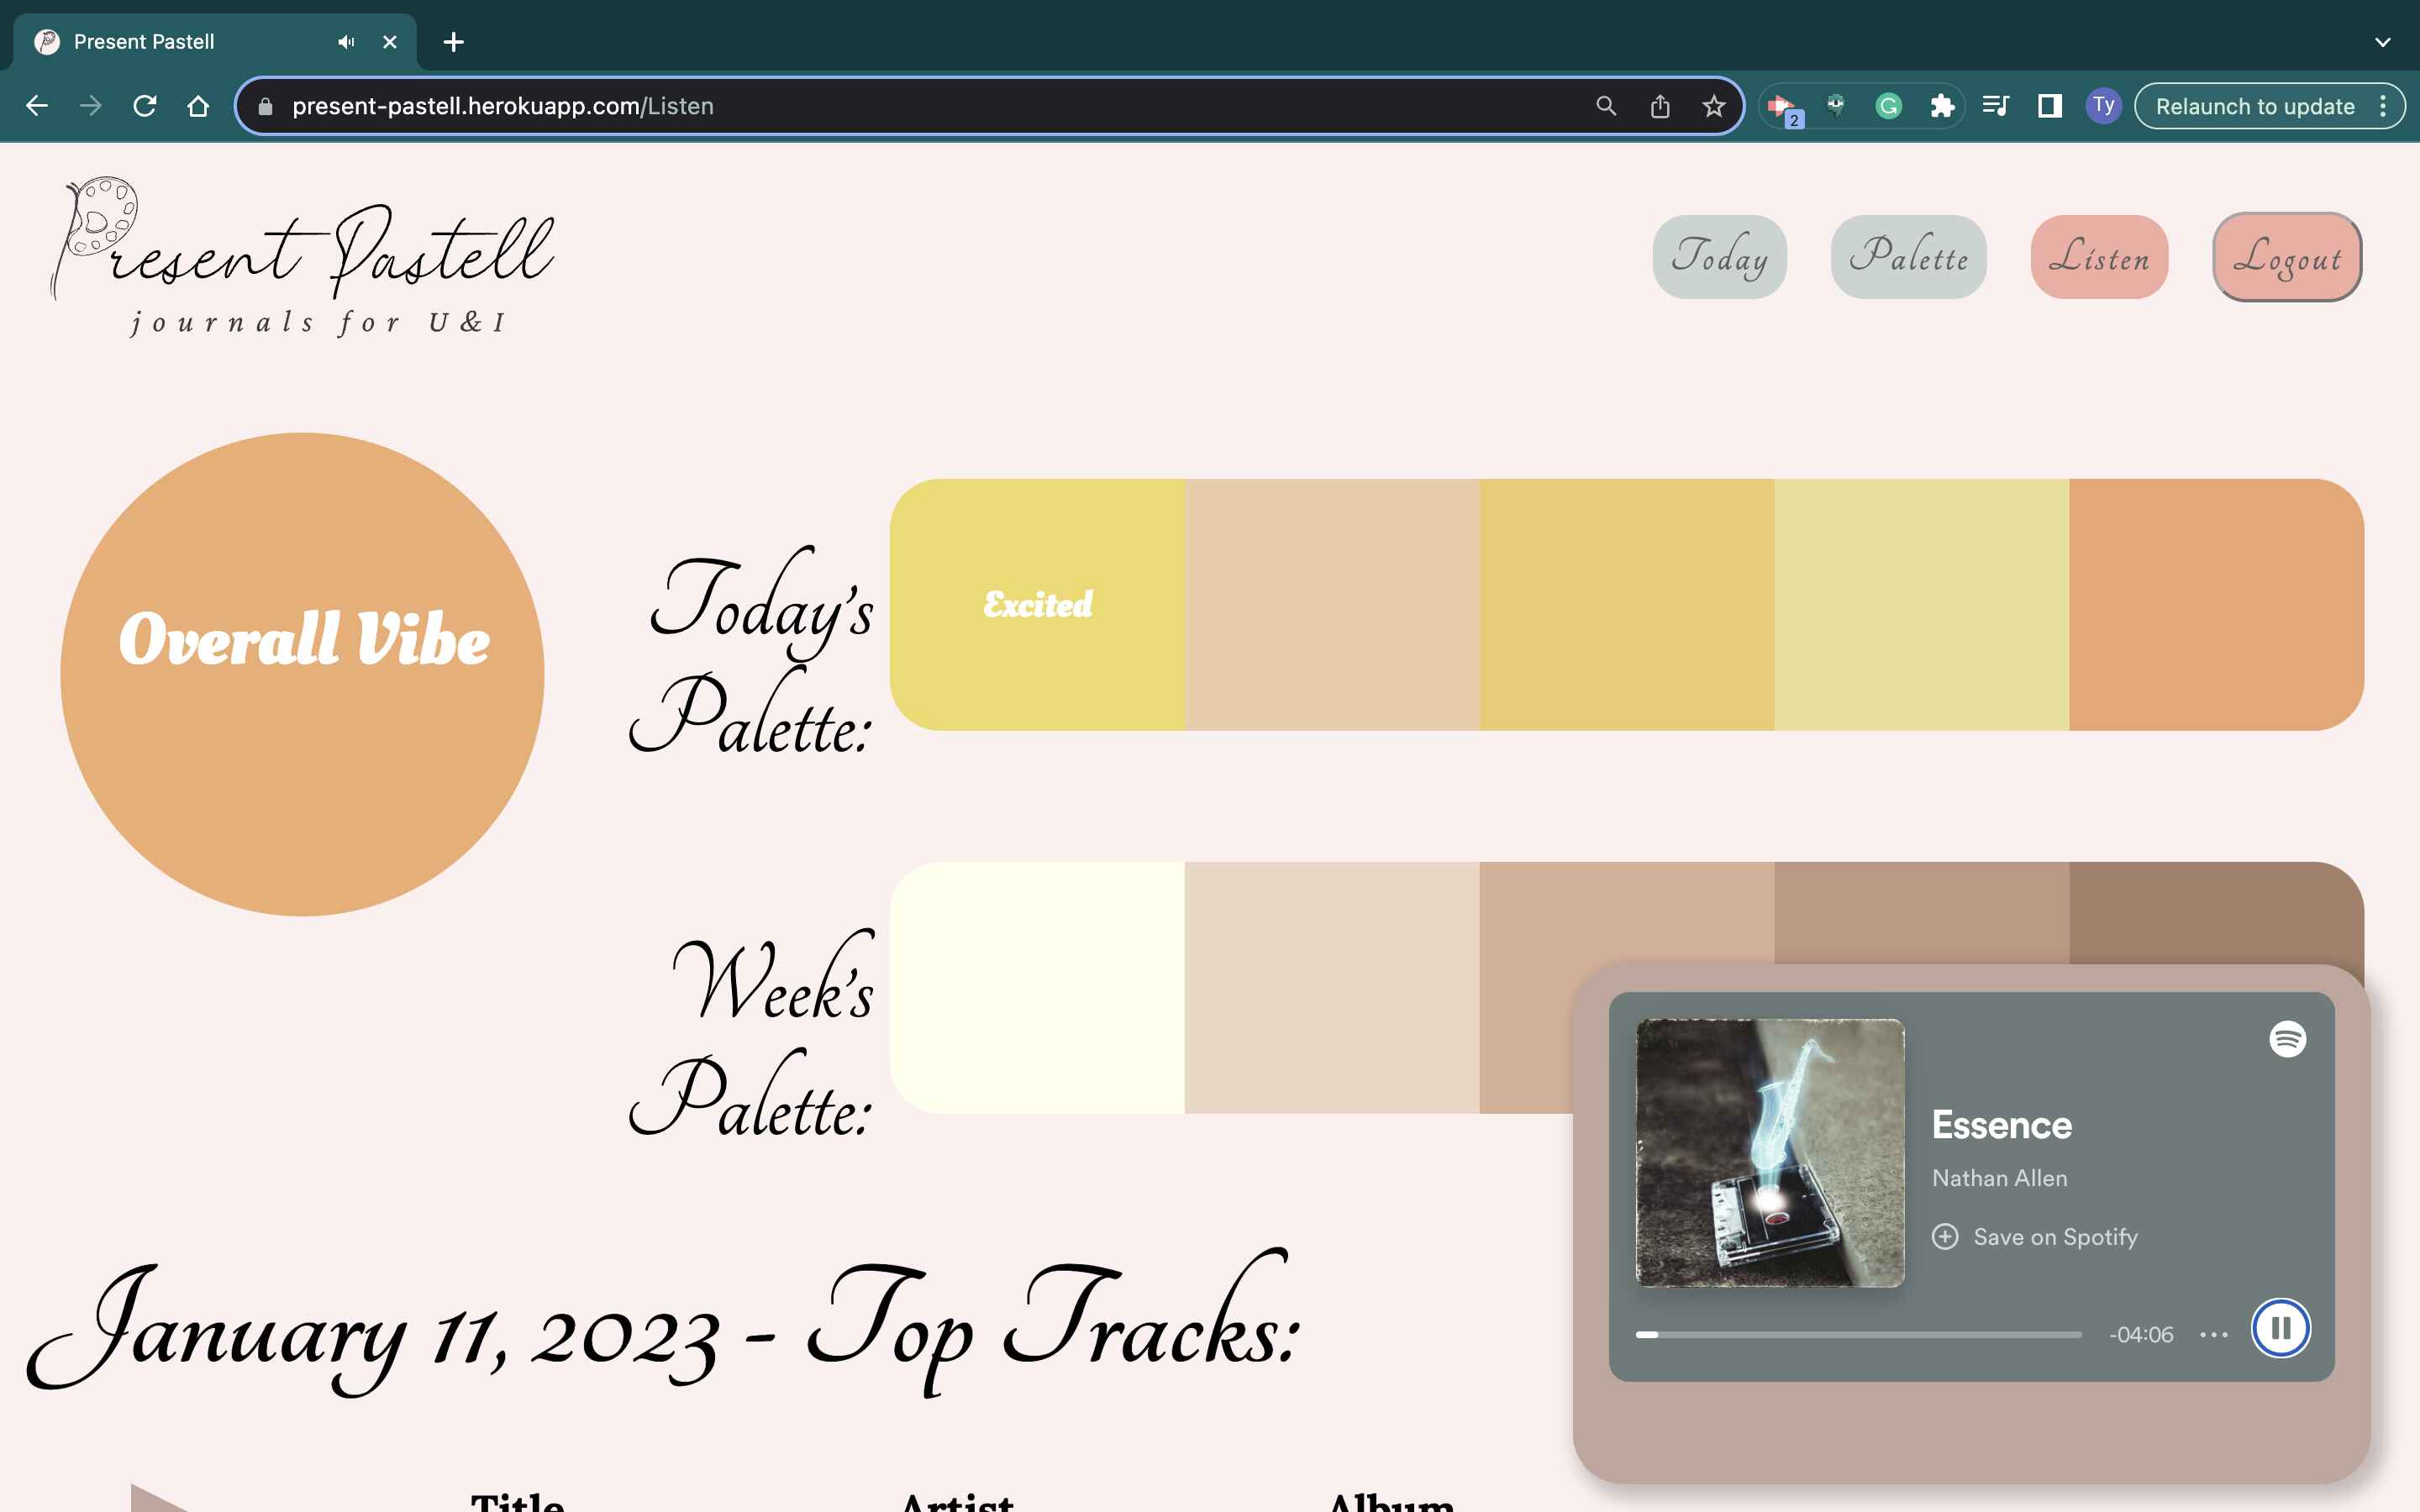 Present Pastell
present-pastell.herokuapp.com/Listen
2
Ty
Relaunch to update
Present Pastell
journals for U&I
Today
Palette
Listen
Logout
Overall Vibe
Today's
Palette:
Excited
Week's
Palette:
Essence
Nathan Allen
Save on Spotify
-04:06
January 11, 2023 - Top Tracks:
Title
Artist
Album